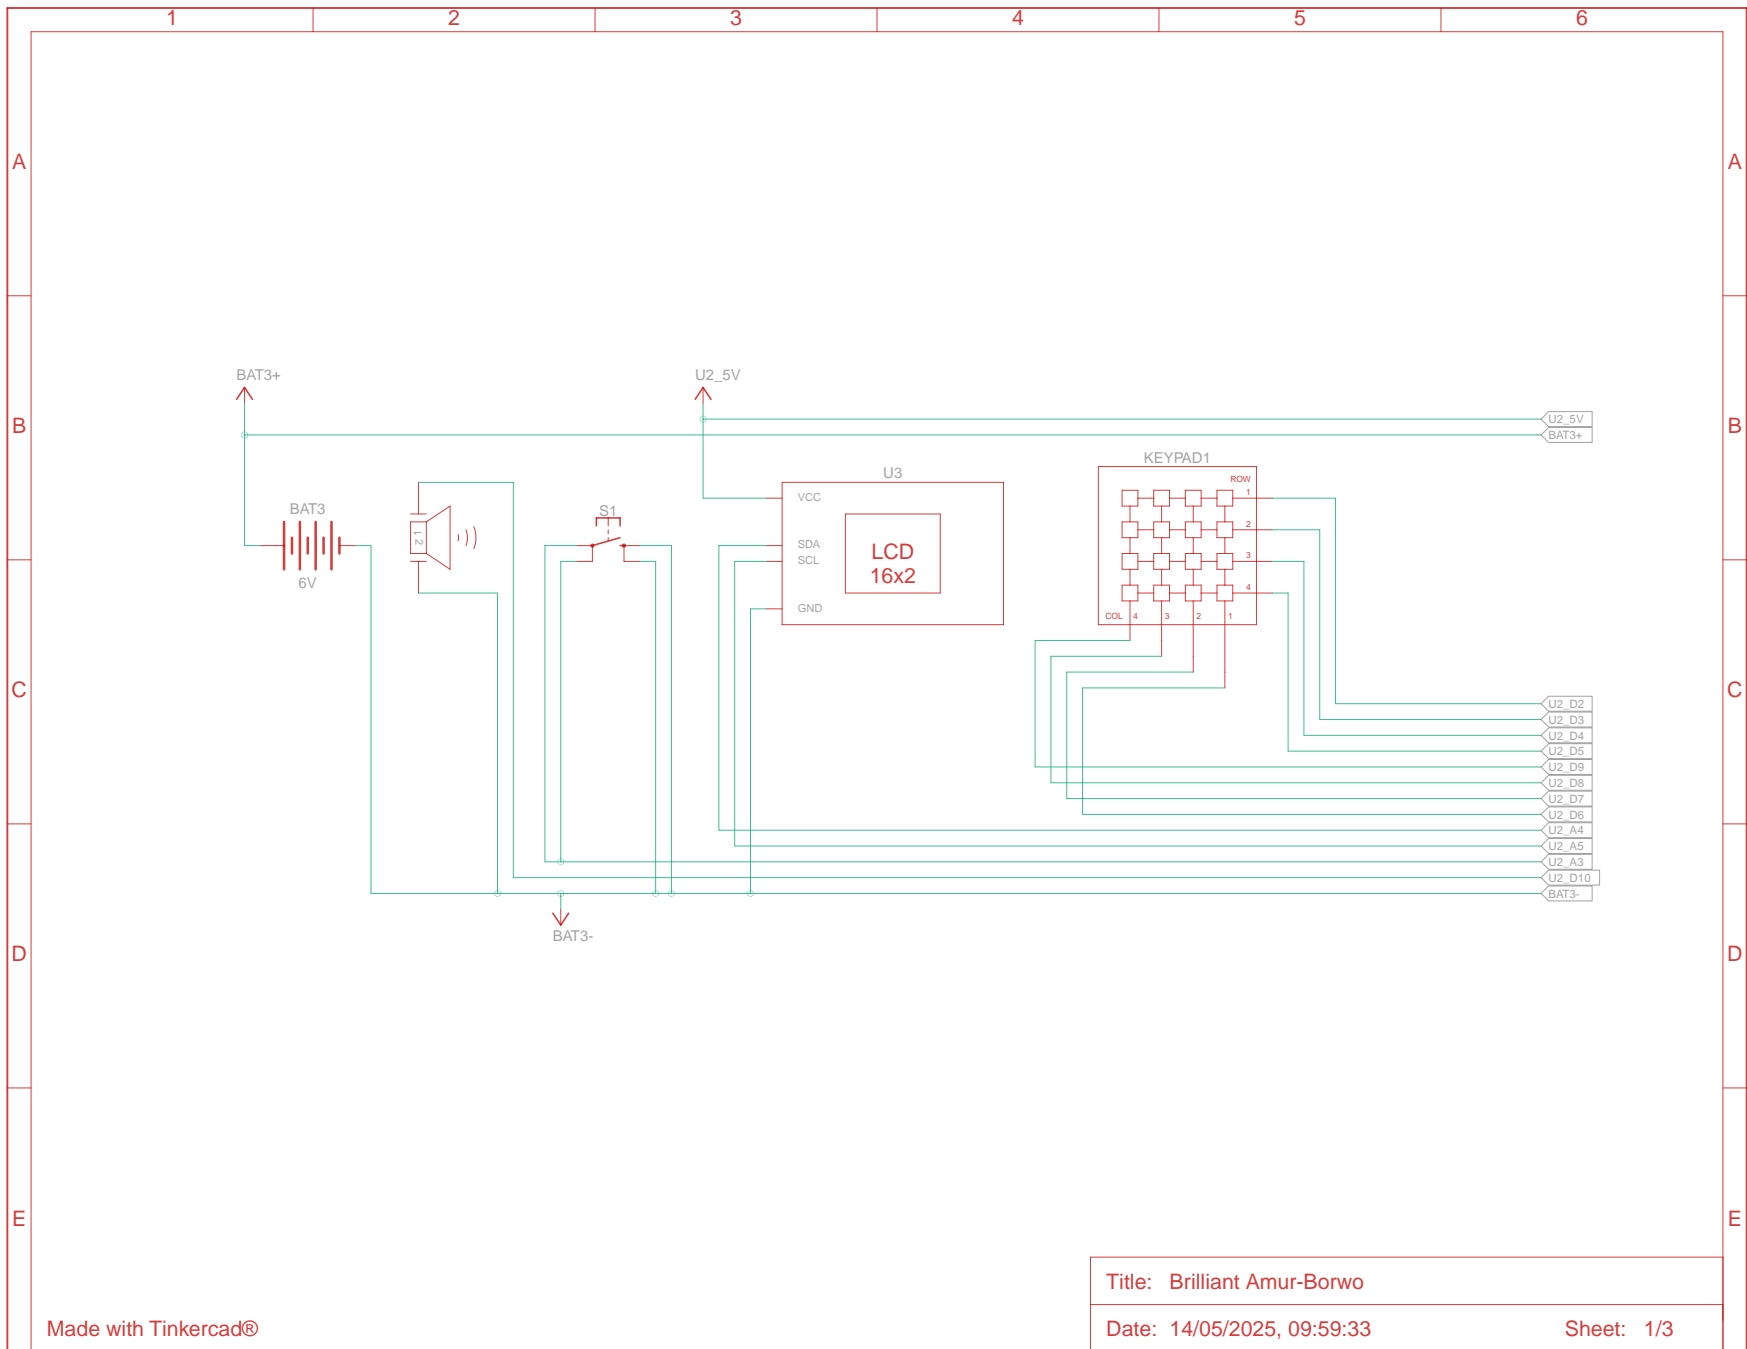 1 2 3 4 5 6
A A
BAT3+ U2_5V
B B
U2_5V
BAT3+
KEYPAD1
U3
ROW
VCC 1
BAT3 S1
1 2 2
SDA LCD 3
SCL 16x2
6V 4
GND
COL 4 3 2 1
C C
U2_D2
U2_D3
U2_D4
U2_D5
U2_D9
U2_D8
U2_D7
U2_D6
U2_A4
U2_A5
U2_A3
U2_D10
BAT3-
BAT3-
D D
E E
Title: Brilliant Amur-Borwo
Made with Tinkercad® Date: 14/05/2025, 09:59:33 Sheet: 1/3